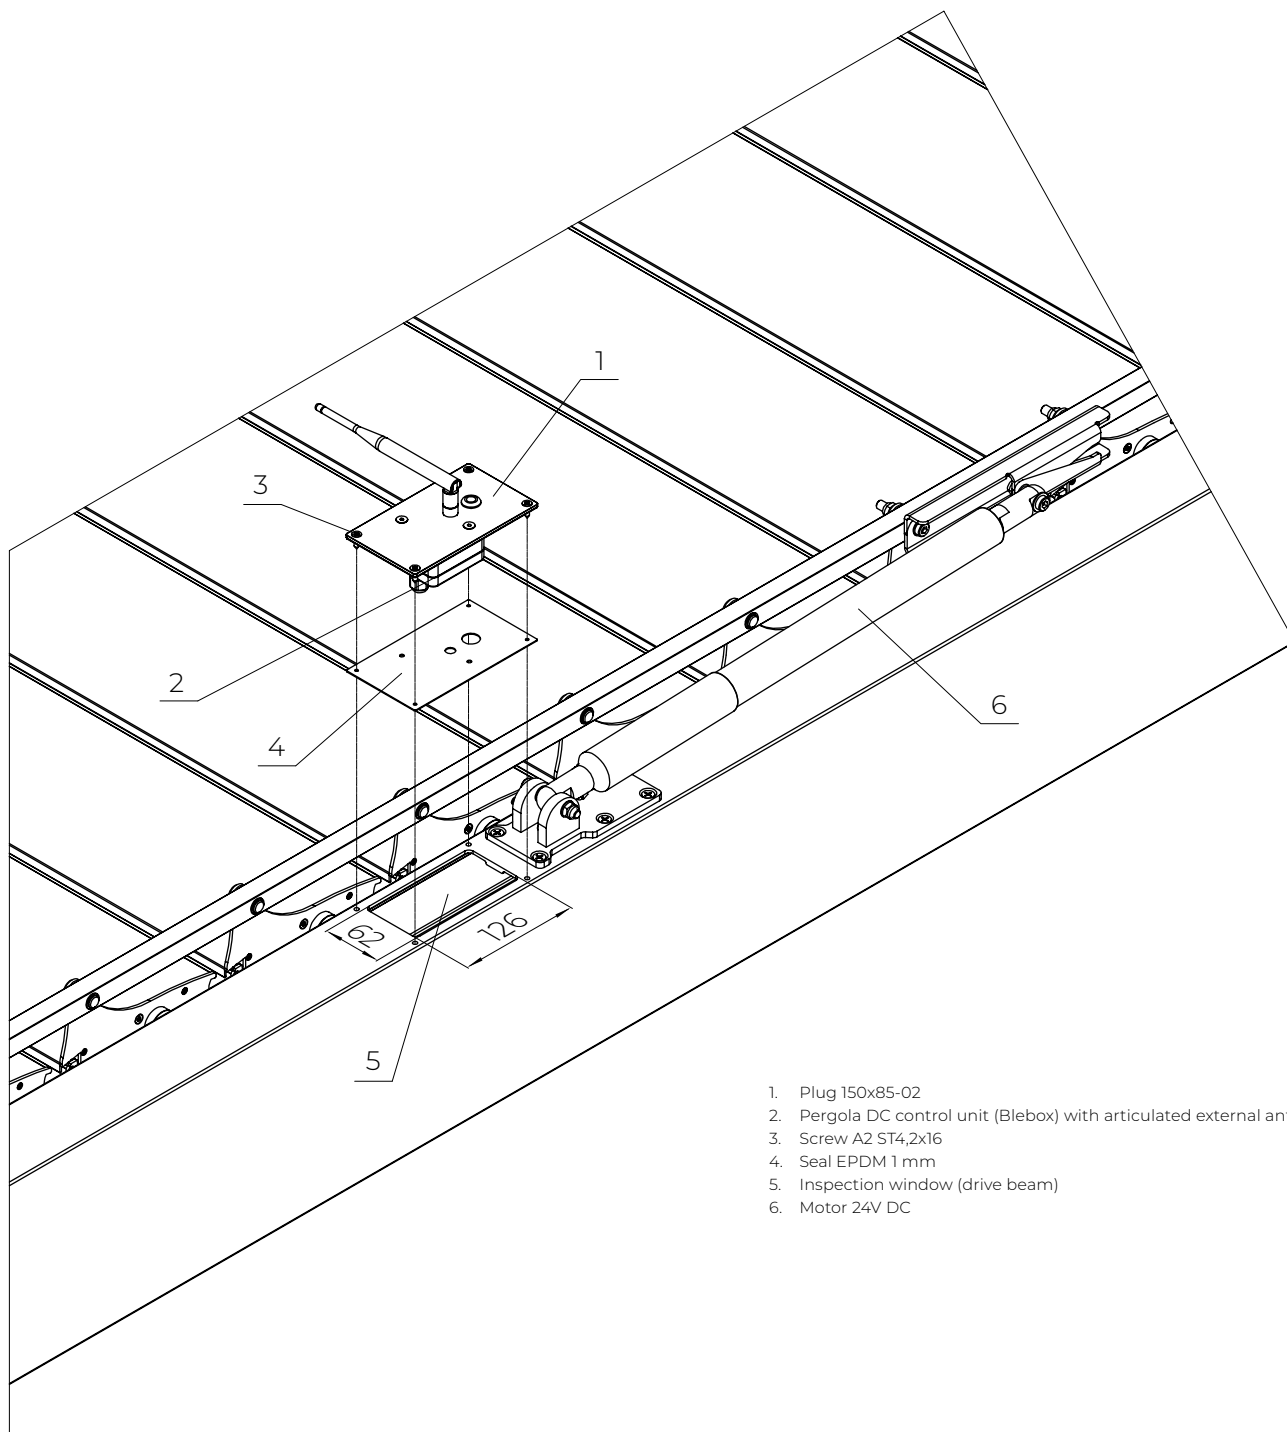 1
3
2
4
6
62
126
5
1. Plug 150x85-02
2. Pergola DC control unit (Blebox) with articulated external
3. Screw A2 ST4,2x16
4. Seal EPDM 1 mm
5. Inspection window (drive beam)
6. Motor 24V DC